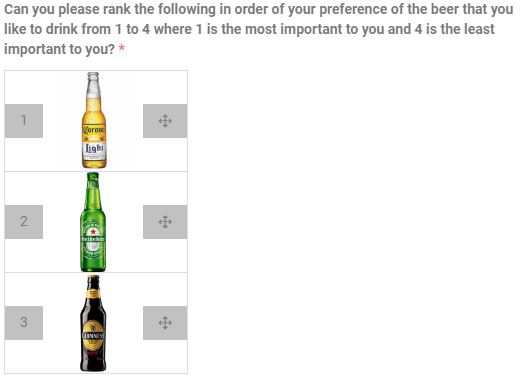 Can you please rank the following in order of your preference of the beer that you
like to drink from 1 to 4 where 1 is the most important to you and 4 is the least
important to you? *
1
Corona
Light
2
Heineken
3
GUINNESS